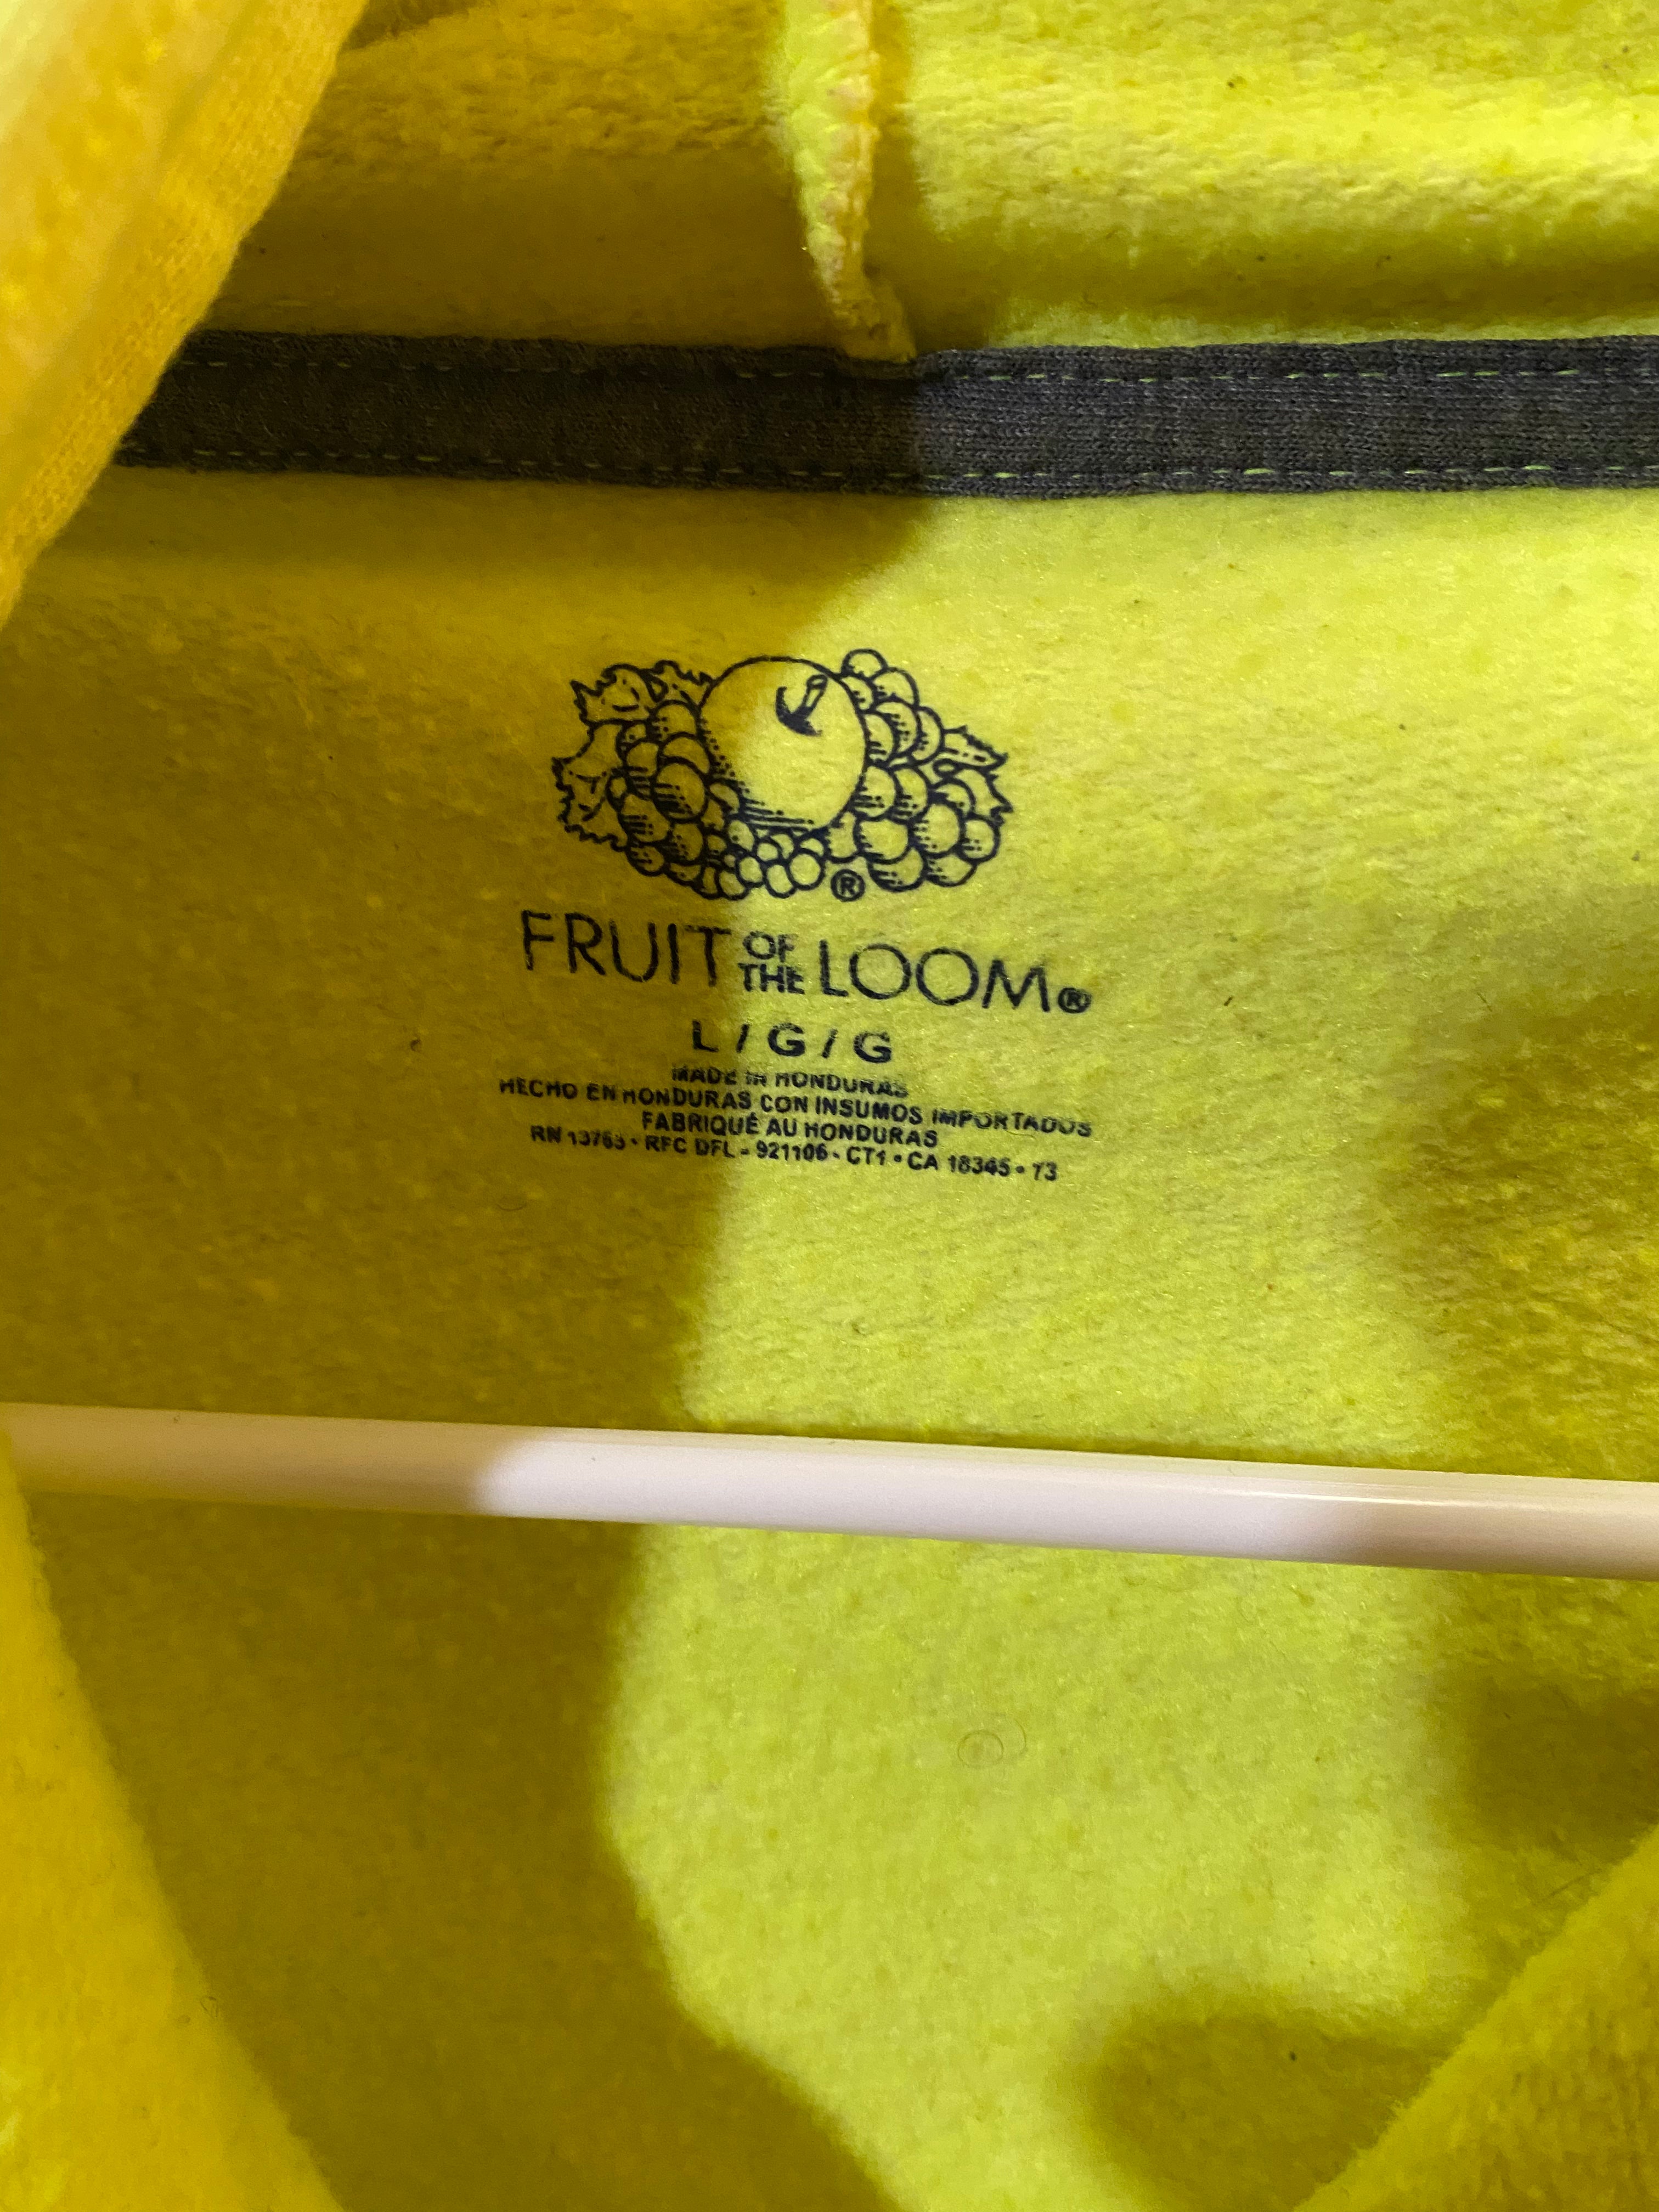 ®
FRUIT OF THE LOOM®
L / G / G
MADE IN HONDURAS
HECHO EN HONDURAS CON INSUMOS IMPORTADOS
FABRIQUÉ AU HONDURAS
RN 13765 • RFC DFL - 921106 - CT1 • CA 18345 • 73